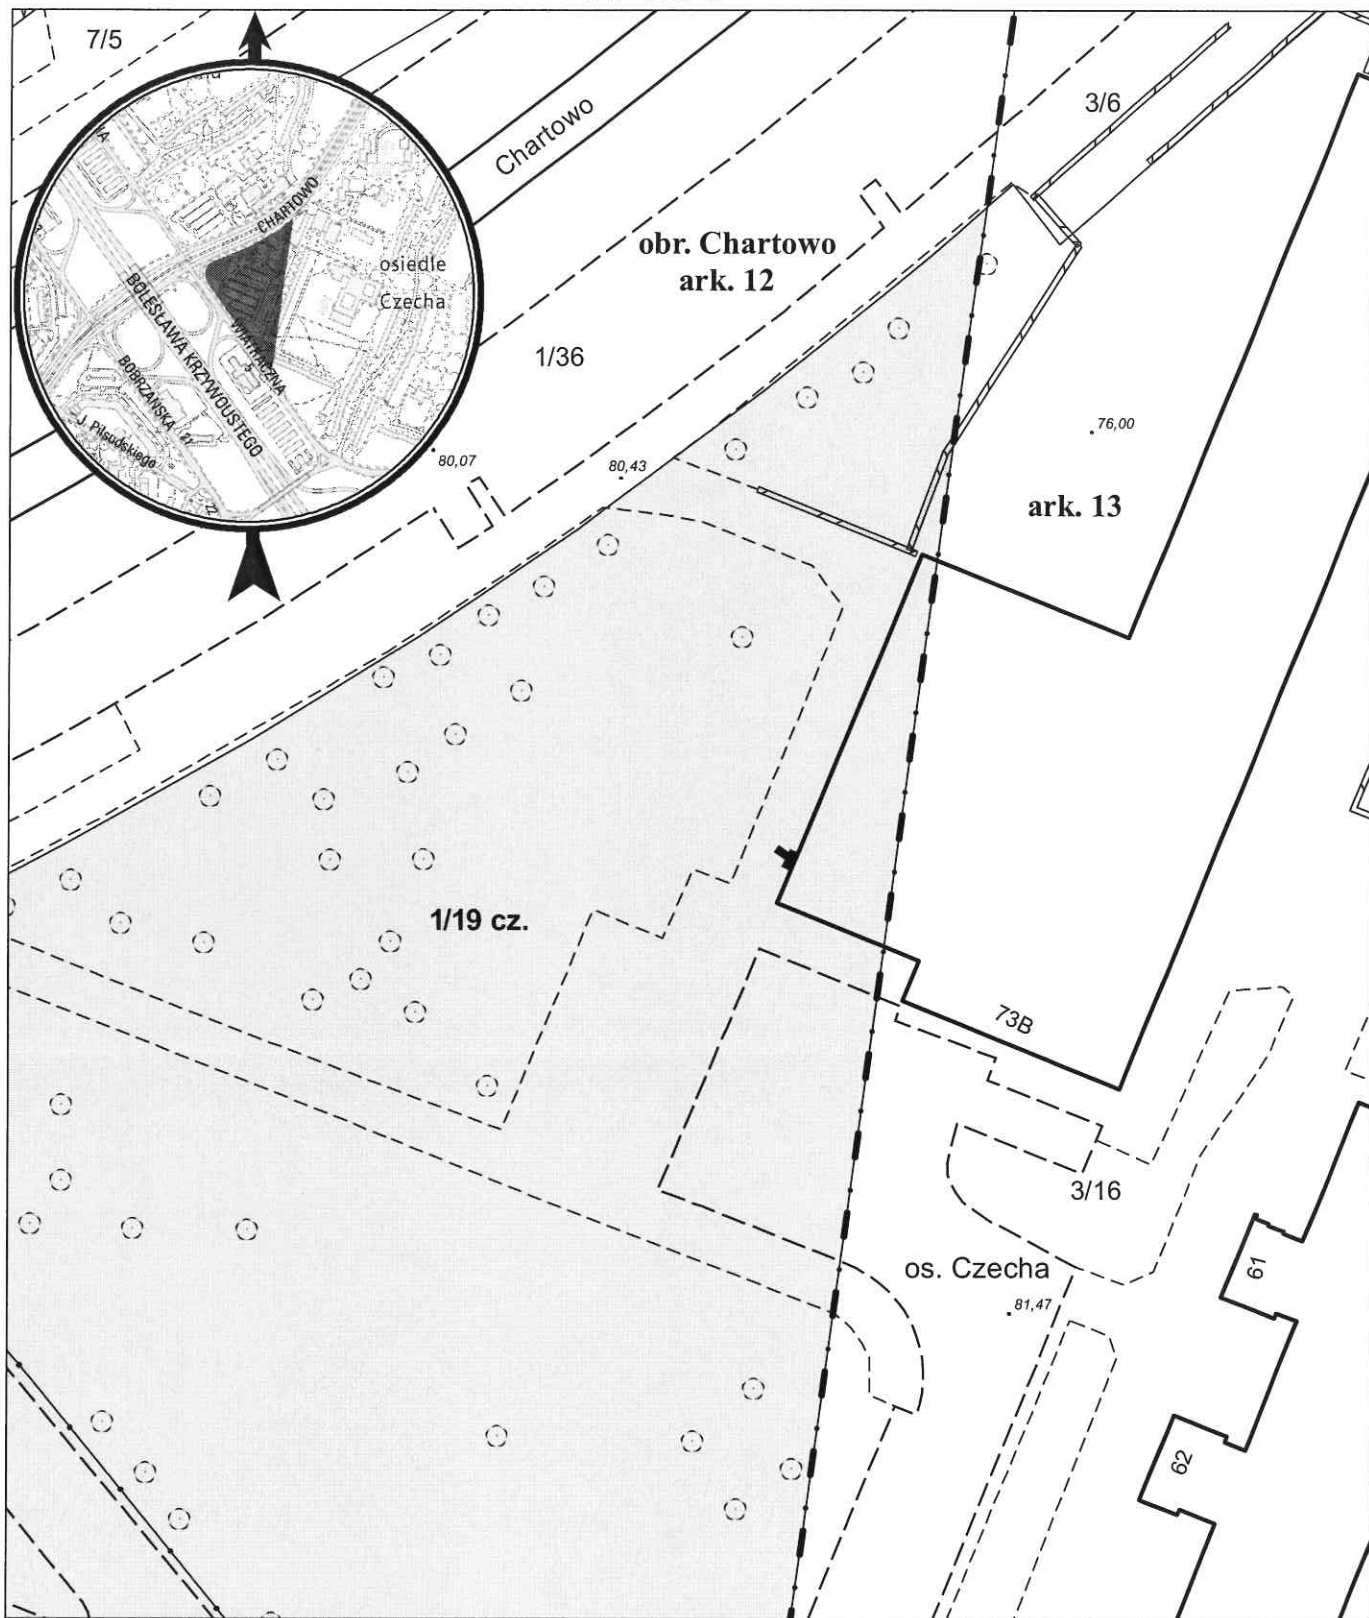 7/5
3/6
Chartowo
obr. Chartowo
ark. 12
CHARTOWO
osiedle
Czecha
BOLESŁAWA KRZYWOUSTEGO
WIATRACZNA
5
BOBRZAŃSKA
21
J. Piłsudskiego
1/36
76,00
80,07
80,43
ark. 13
1/19 cz.
73B
3/16
os. Czecha
81,47
61
62